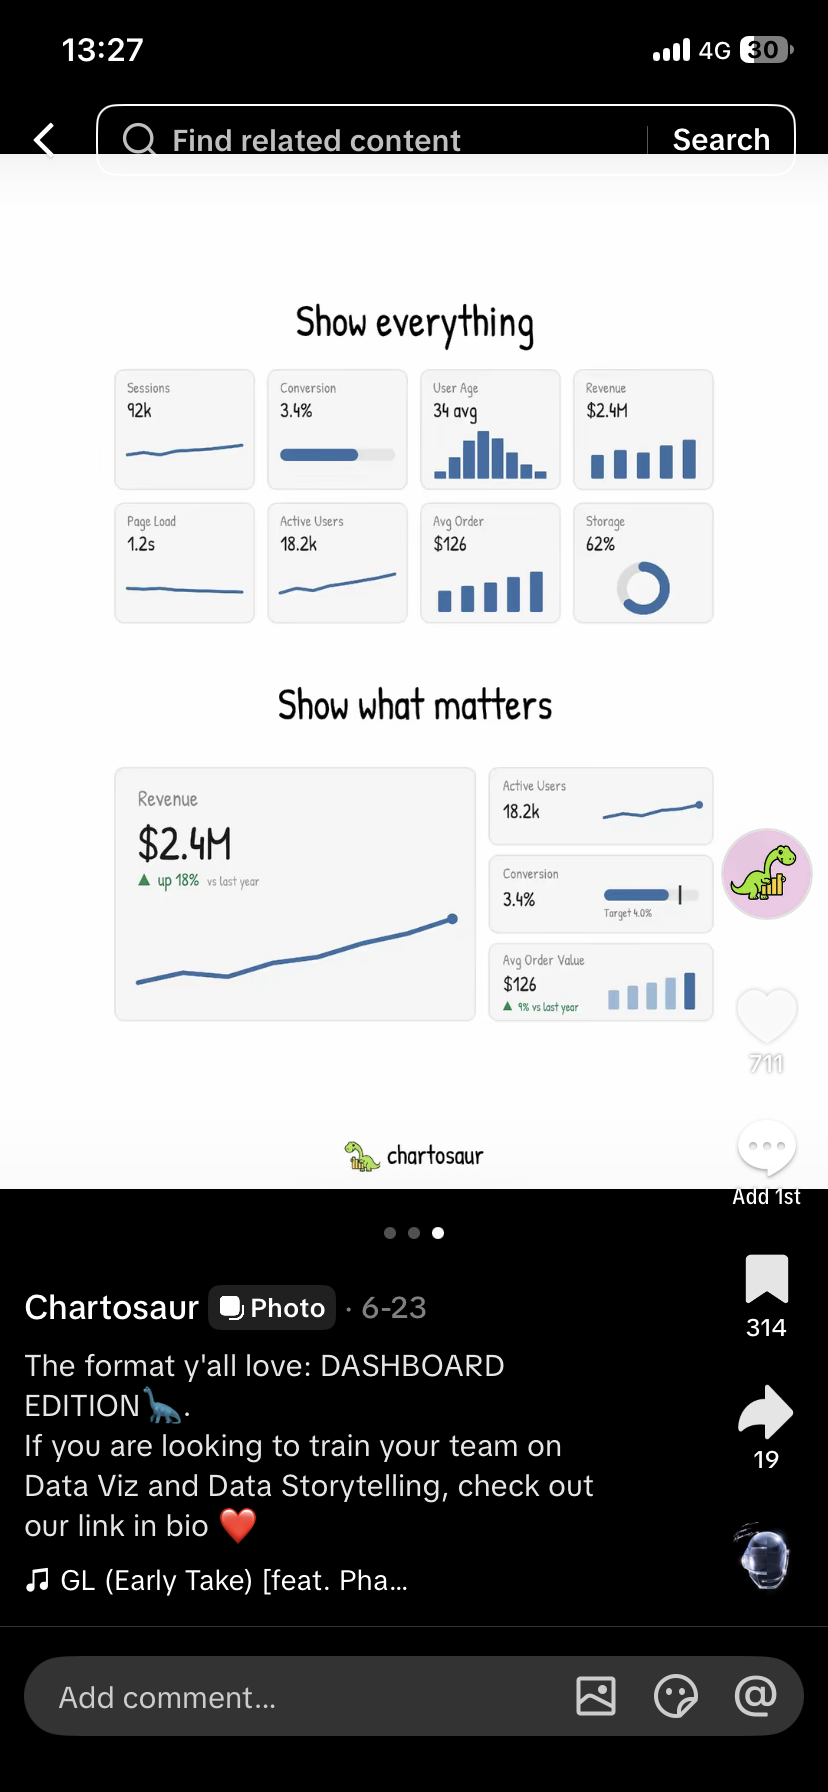 13:27
4G 30
Find related content
Search
Show everything
Sessions
92k
Conversion
3.4%
User Age
34 avg
Revenue
$2.4M
Page Load
1.2s
Active Users
18.2k
Avg Order
$126
Storage
62%
Show what matters
Revenue
$2.4M
▲ up 18% vs last year
Active Users
18.2k
Conversion
3.4%
Target 4.0%
Avg Order Value
$126
▲ 9% vs last year
711
chartosaur
Add 1st
Chartosaur Photo · 6-23
314
The format y'all love: DASHBOARD
EDITION🦕.
If you are looking to train your team on
Data Viz and Data Storytelling, check out
our link in bio ❤️
19
GL (Early Take) [feat. Pha...
Add comment...